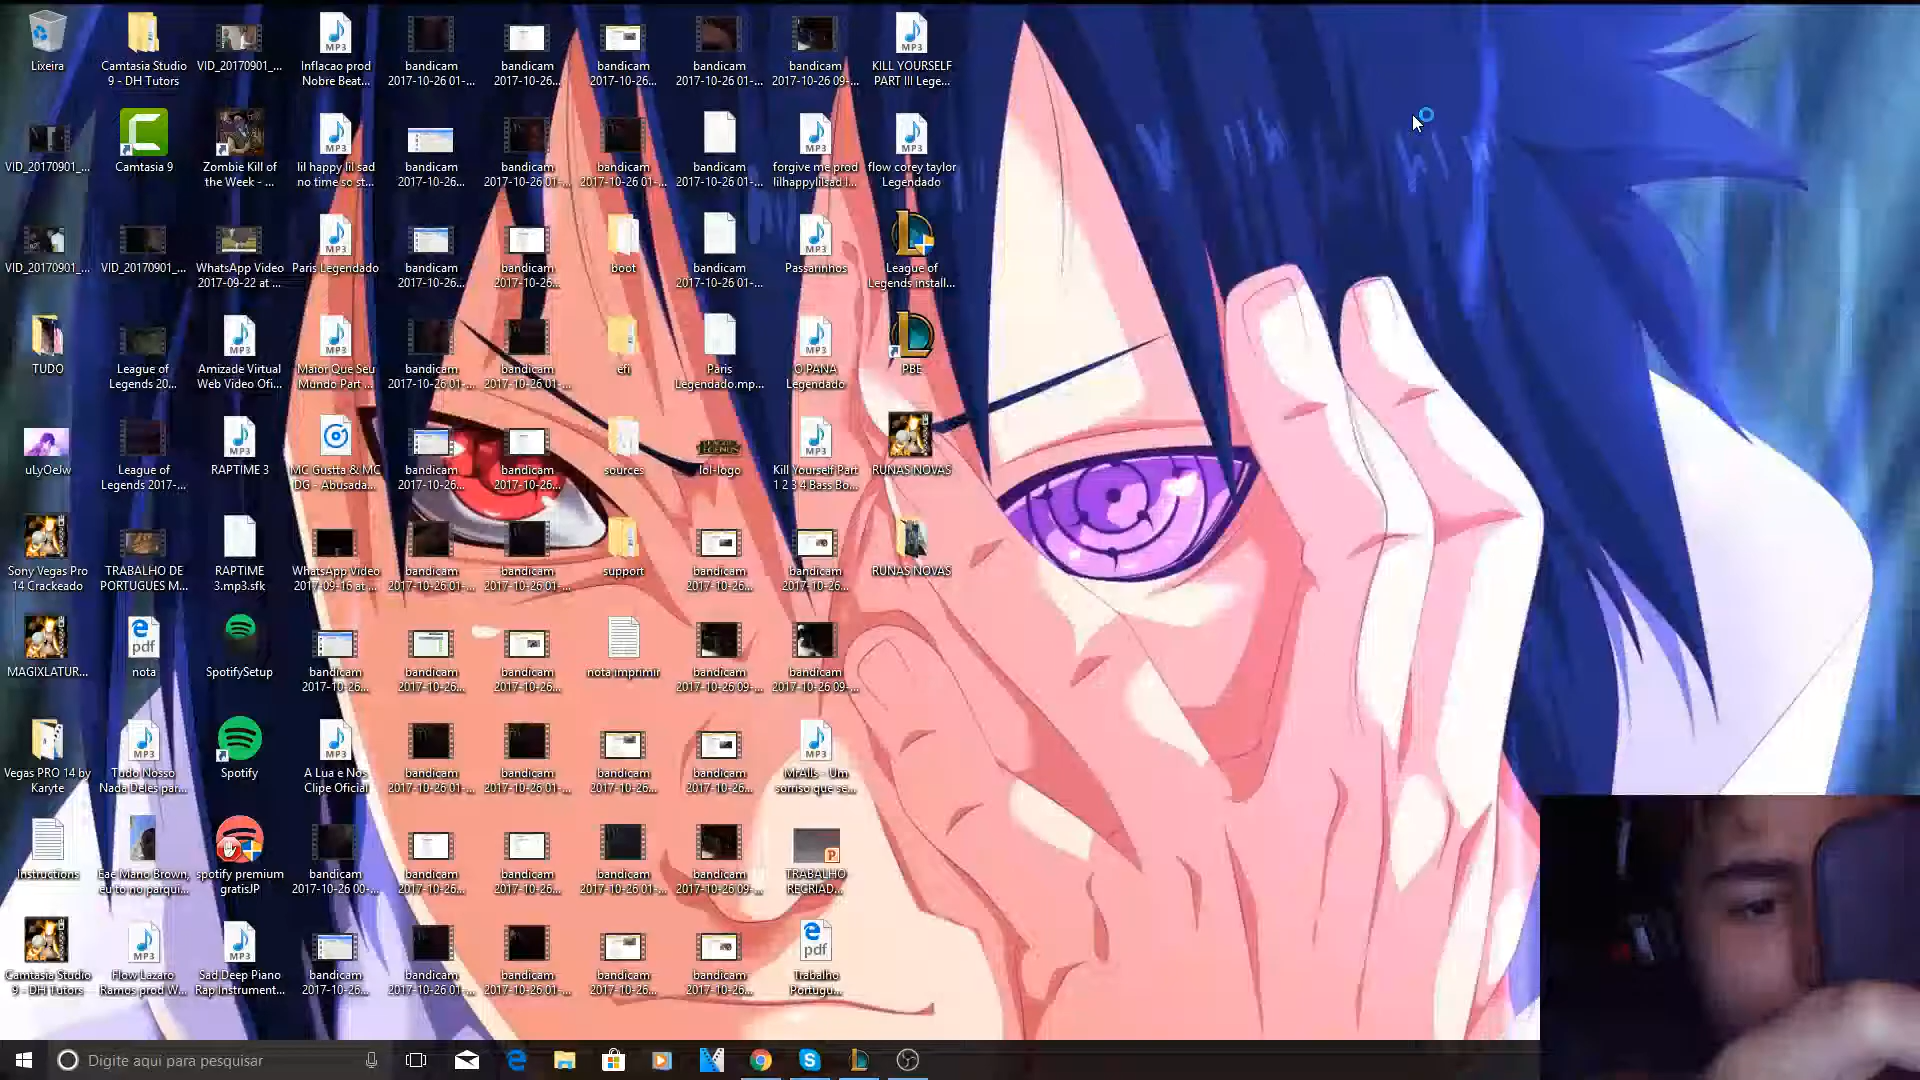 Lixeira
Camtasia Studio
9 - DH Tutors
VID_20170901_...
Inflacao prod
Nobre Beat...
bandicam
2017-10-26 01-...
bandicam
2017-10-26...
bandicam
2017-10-26...
bandicam
2017-10-26 01-...
bandicam
2017-10-26 09-...
KILL YOURSELF
PART III Lege...
VID_20170901_...
Camtasia 9
Zombie Kill of
the Week - ...
lil happy lil sad
no time so st...
bandicam
2017-10-26...
bandicam
2017-10-26 01-...
bandicam
2017-10-26 01-...
bandicam
2017-10-26 01-...
forgive me prod
lilhappylilsad l...
flow corey taylor
Legendado
VID_20170901_...
VID_20170901_...
WhatsApp Video
2017-09-22 at ...
Paris Legendado
bandicam
2017-10-26...
bandicam
2017-10-26...
boot
bandicam
2017-10-26 01-...
Passarinhos
League of
Legends install...
TUDO
League of
Legends 20...
Amizade Virtual
Web Vídeo Ofi...
Maior Que Seu
Mundo Part ...
bandicam
2017-10-26 01-...
bandicam
2017-10-26 01-...
efi
Paris
Legendado.mp...
O PANA
Legendado
PBE
uLyOeJw
League of
Legends 2017-...
RAPTIME 3
MC Gustta & MC
DG - Abusada...
bandicam
2017-10-26...
bandicam
2017-10-26...
sources
lol-logo
Kill Yourself Part
1 2 3 4 Bass Bo...
RUNAS NOVAS
Sony Vegas Pro
14 Crackeado
TRABALHO DE
PORTUGUES M...
RAPTIME
3.mp3.sfk
WhatsApp Video
2017-09-16 at ...
bandicam
2017-10-26 01-...
bandicam
2017-10-26 01-...
support
bandicam
2017-10-26...
bandicam
2017-10-26...
RUNAS NOVAS
MAGIXLATUR...
nota
SpotifySetup
bandicam
2017-10-26...
bandicam
2017-10-26...
bandicam
2017-10-26...
nota imprimir
bandicam
2017-10-26 09-...
bandicam
2017-10-26 09-...
Vegas PRO 14 by
Karyte
Tudo Nosso
Nada Deles par...
Spotify
A Lua e Nos
Clipe Oficial
bandicam
2017-10-26 01-...
bandicam
2017-10-26 01-...
bandicam
2017-10-26...
bandicam
2017-10-26...
MrAlls - Um
sorriso que se...
Instructions
Eae Mano Brown,
eu to no parqui...
spotify premium
gratisJP
bandicam
2017-10-26 00-...
bandicam
2017-10-26...
bandicam
2017-10-26...
bandicam
2017-10-26 01-...
bandicam
2017-10-26 09-...
TRABALHO
RECRIAD...
Camtasia Studio
9 - DH Tutors
Flow Lazaro
Ramos prod W...
Sad Deep Piano
Rap Instrument...
bandicam
2017-10-26...
bandicam
2017-10-26 01-...
bandicam
2017-10-26 01-...
bandicam
2017-10-26...
bandicam
2017-10-26...
Trabalho
Portugu...
Digite aqui para pesquisar